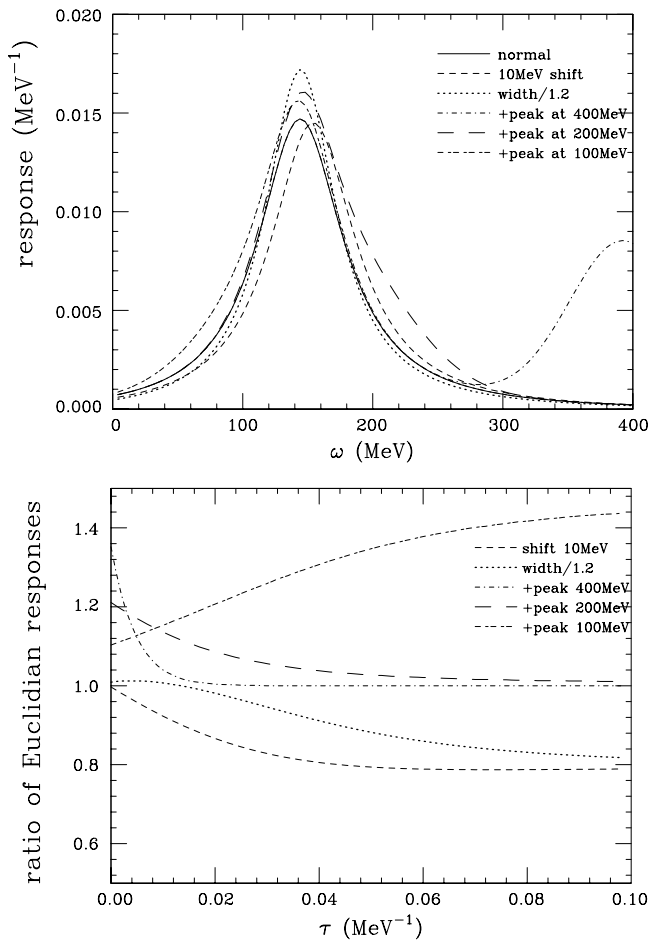 response (MeV⁻¹)
0.020
0.015
0.010
0.005
0.000
normal
10MeV shift
width/1.2
+peak at 400MeV
+peak at 200MeV
+peak at 100MeV
0
100
200
300
400
ω (MeV)
ratio of Euclidian responses
1.4
1.2
1.0
0.8
0.6
shift 10MeV
width/1.2
+peak 400MeV
+peak 200MeV
+peak 100MeV
0.00
0.02
0.04
0.06
0.08
0.10
τ (MeV⁻¹)